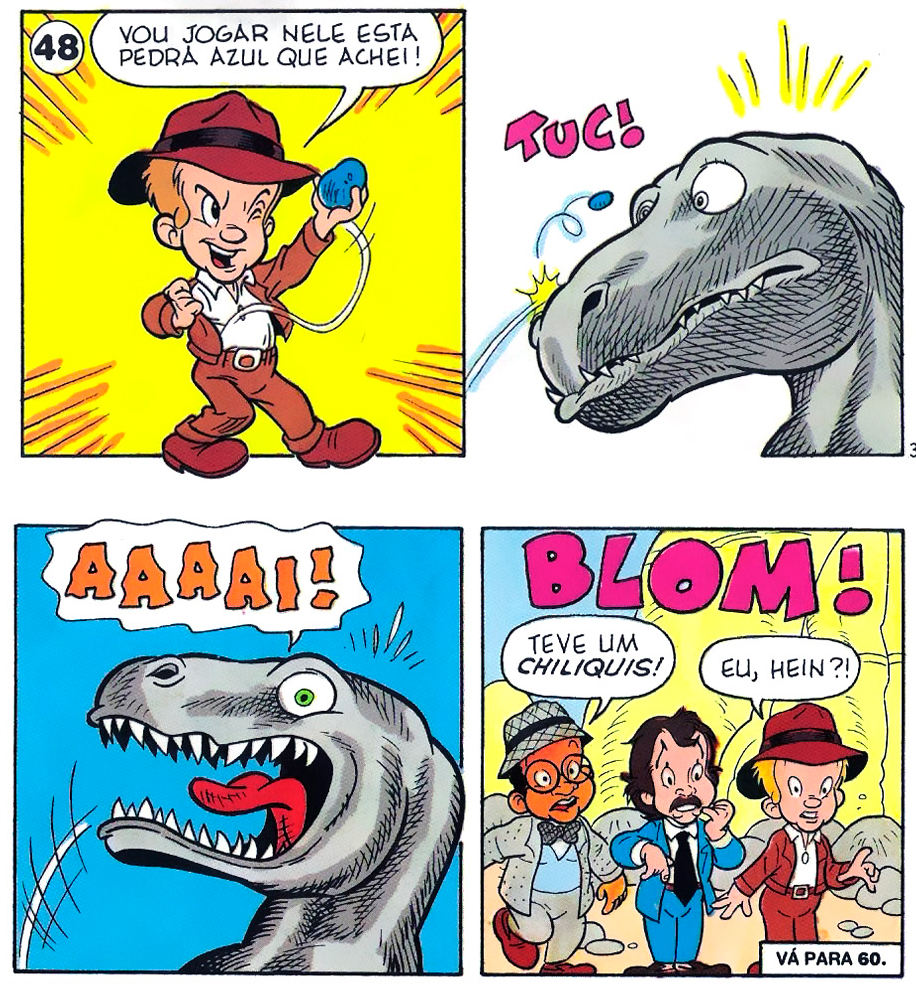 48
VOU JOGAR NELE ESTA
PEDRA AZUL QUE ACHEI!
TUC!
3
AAAAI!
BLOM!
TEVE UM
CHILIQUIS!
EU, HEIN?!
VÁ PARA 60.